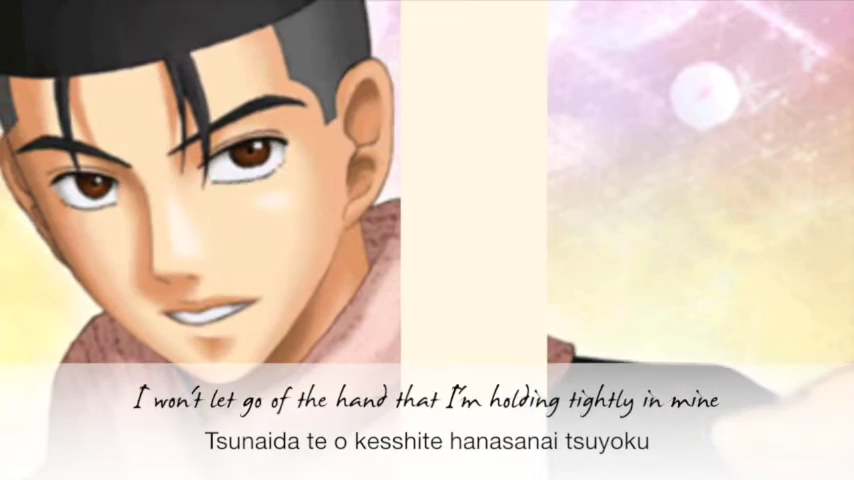 I won't let go of the hand that I'm holding tightly in mine
Tsunaida te o kesshite hanasanai tsuyoku